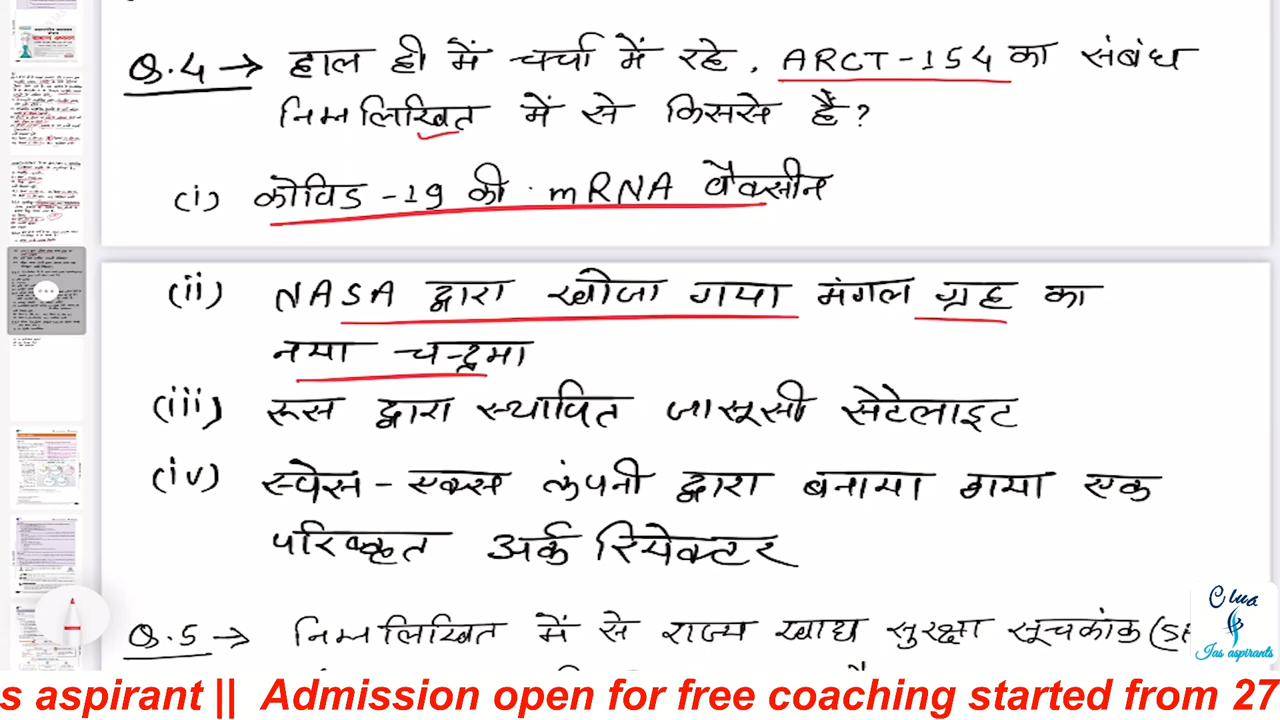 Q.4 → हाल ही में चर्चा में रहे, ARCT-154 का संबंध
निम्नलिखित में से किससे है?
(i) कोविड -19 की mRNA वैक्सीन
(ii) NASA द्वारा खोजा गया मंगल ग्रह का
नया चन्द्रमा
(iii) रूस द्वारा स्थापित जासूसी सेटेलाइट
(iv) स्पेस - एक्स कंपनी द्वारा बनाया गया एक
परिष्कृत अर्क रियेक्टर
Q.5 → निम्नलिखित में से राज्य खाद्य सुरक्षा सूचकांक
Clue
Ias aspirants
s aspirant || Admission open for free coaching started from 27